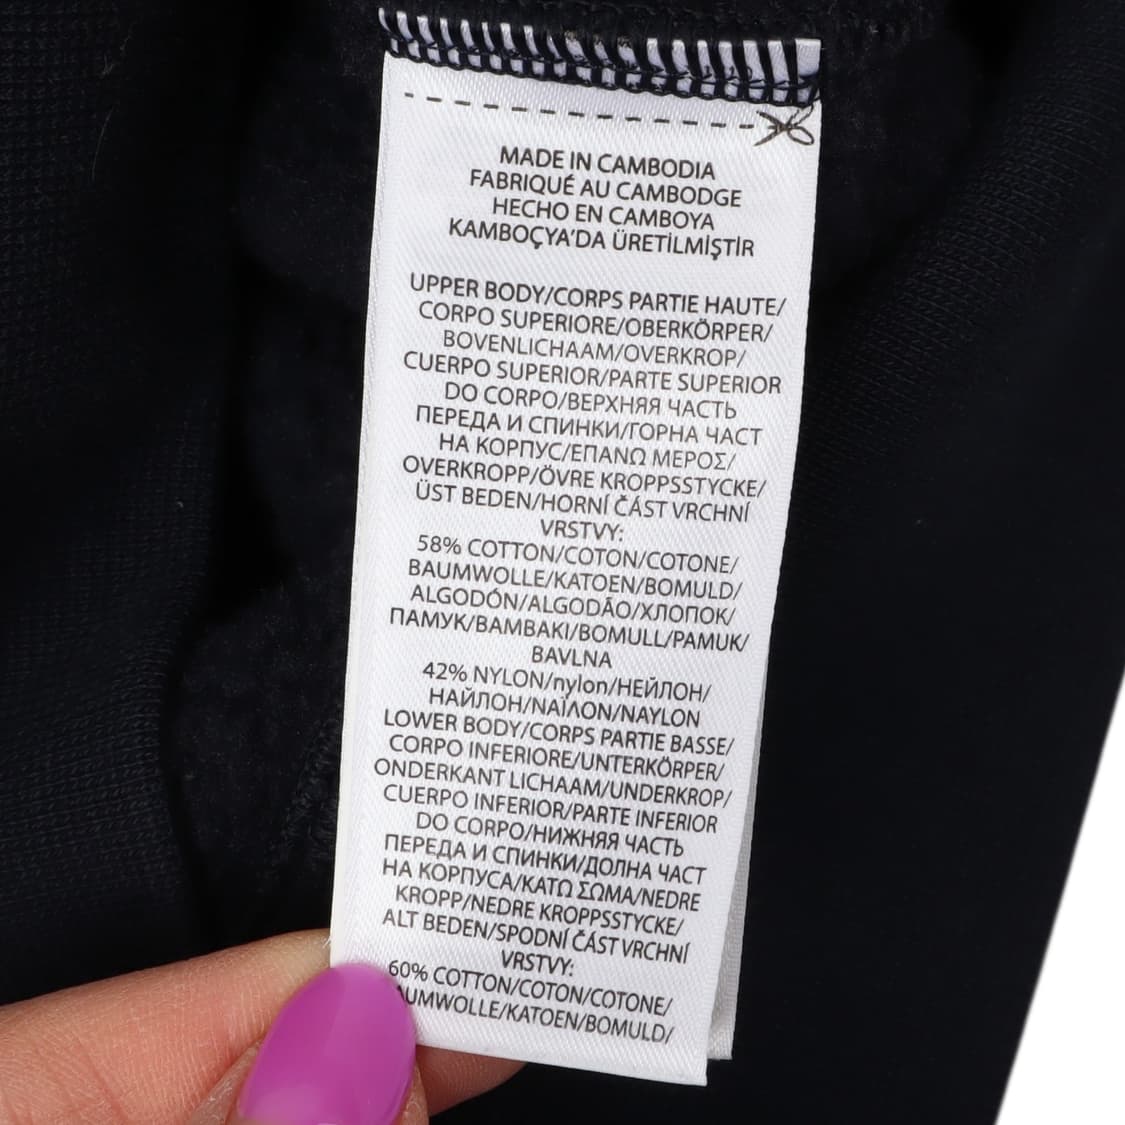 MADE IN CAMBODIA
FABRIQUÉ AU CAMBODGE
HECHO EN CAMBOYA
KAMBOÇYA'DA ÜRETİLMİŞTİR
UPPER BODY/CORPS PARTIE HAUTE/
CORPO SUPERIORE/OBERKÖRPER/
BOVENLICHAAM/OVERKROP/
CUERPO SUPERIOR/PARTE SUPERIOR
DO CORPO/ВЕРХНЯЯ ЧАСТЬ
ПЕРЕДА И СПИНКИ/ГОРНА ЧАСТ
НА КОРПУС/ΕΠΑΝΩ ΜΕΡΟΣ/
OVERKROPP/ÖVRE KROPPSSTYCKE/
ÜST BEDEN/HORNÍ ČÁST VRCHNÍ
VRSTVY:
58% COTTON/COTON/COTONE/
BAUMWOLLE/KATOEN/BOMULD/
ALGODÓN/ALGODÃO/ХЛОПОК/
ПАМУК/ΒΑΜΒΑΚΙ/BOMULL/PAMUK/
BAVLNA
42% NYLON/nylon/НЕЙЛОН/
НАЙЛОН/ΝΑΪΛΟΝ/NAYLON
LOWER BODY/CORPS PARTIE BASSE/
CORPO INFERIORE/UNTERKÖRPER/
ONDERKANT LICHAAM/UNDERKROP/
CUERPO INFERIOR/PARTE INFERIOR
DO CORPO/НИЖНЯЯ ЧАСТЬ
ПЕРЕДА И СПИНКИ/ДОЛНА ЧАСТ
НА КОРПУСА/ΚΑΤΩ ΣΩΜΑ/NEDRE
KROPP/NEDRE KROPPSSTYCKE/
ALT BEDEN/SPODNÍ ČÁST VRCHNÍ
VRSTVY:
60% COTTON/COTON/COTONE/
AUMWOLLE/KATOEN/BOMULD/